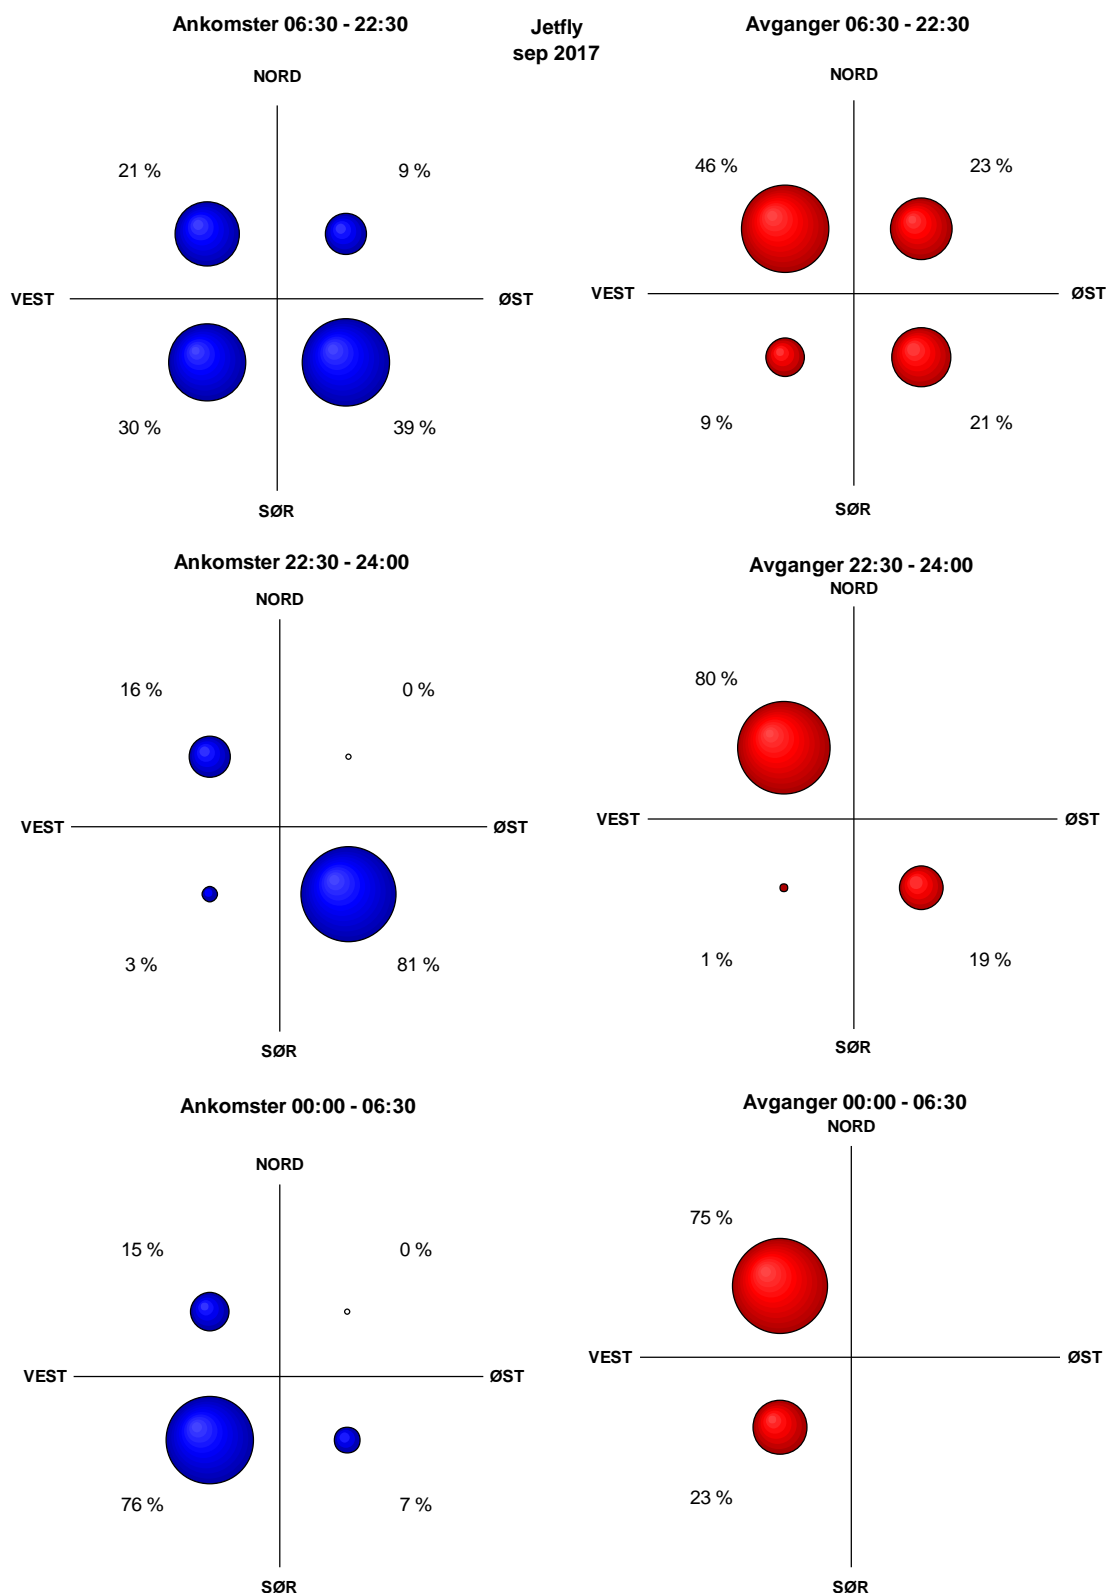 Ankomster 06:30 - 22:30
Jetfly
sep 2017
Avganger 06:30 - 22:30
NORD
21 %
9 %
VEST
ØST
30 %
39 %
SØR
NORD
46 %
23 %
VEST
ØST
9 %
21 %
SØR
Ankomster 22:30 - 24:00
NORD
16 %
0 %
VEST
ØST
3 %
81 %
SØR
Avganger 22:30 - 24:00
NORD
80 %
VEST
ØST
1 %
19 %
SØR
Ankomster 00:00 - 06:30
NORD
15 %
0 %
VEST
ØST
76 %
7 %
SØR
Avganger 00:00 - 06:30
NORD
75 %
VEST
ØST
23 %
SØR